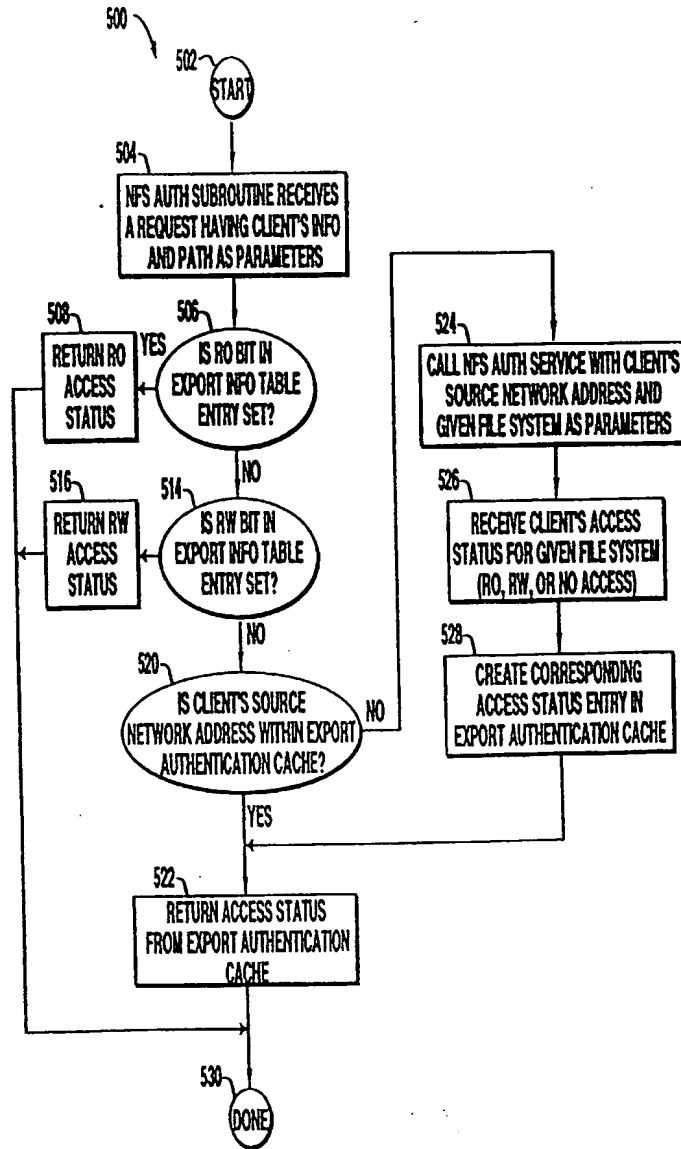 500
502
START
504
NFS AUTH SUBROUTINE RECEIVES
A REQUEST HAVING CLIENT'S INFO
AND PATH AS PARAMETERS
506
IS RO BIT IN
EXPORT INFO TABLE
ENTRY SET?
YES
508
RETURN RO
ACCESS
STATUS
NO
514
IS RW BIT IN
EXPORT INFO TABLE
ENTRY SET?
516
RETURN RW
ACCESS
STATUS
NO
520
IS CLIENT'S SOURCE
NETWORK ADDRESS WITHIN EXPORT
AUTHENTICATION CACHE?
NO
524
CALL NFS AUTH SERVICE WITH CLIENT'S
SOURCE NETWORK ADDRESS AND
GIVEN FILE SYSTEM AS PARAMETERS
526
RECEIVE CLIENT'S ACCESS
STATUS FOR GIVEN FILE SYSTEM
(RO, RW, OR NO ACCESS)
528
CREATE CORRESPONDING
ACCESS STATUS ENTRY IN
EXPORT AUTHENTICATION CACHE
YES
522
RETURN ACCESS STATUS
FROM EXPORT AUTHENTICATION
CACHE
530
DONE